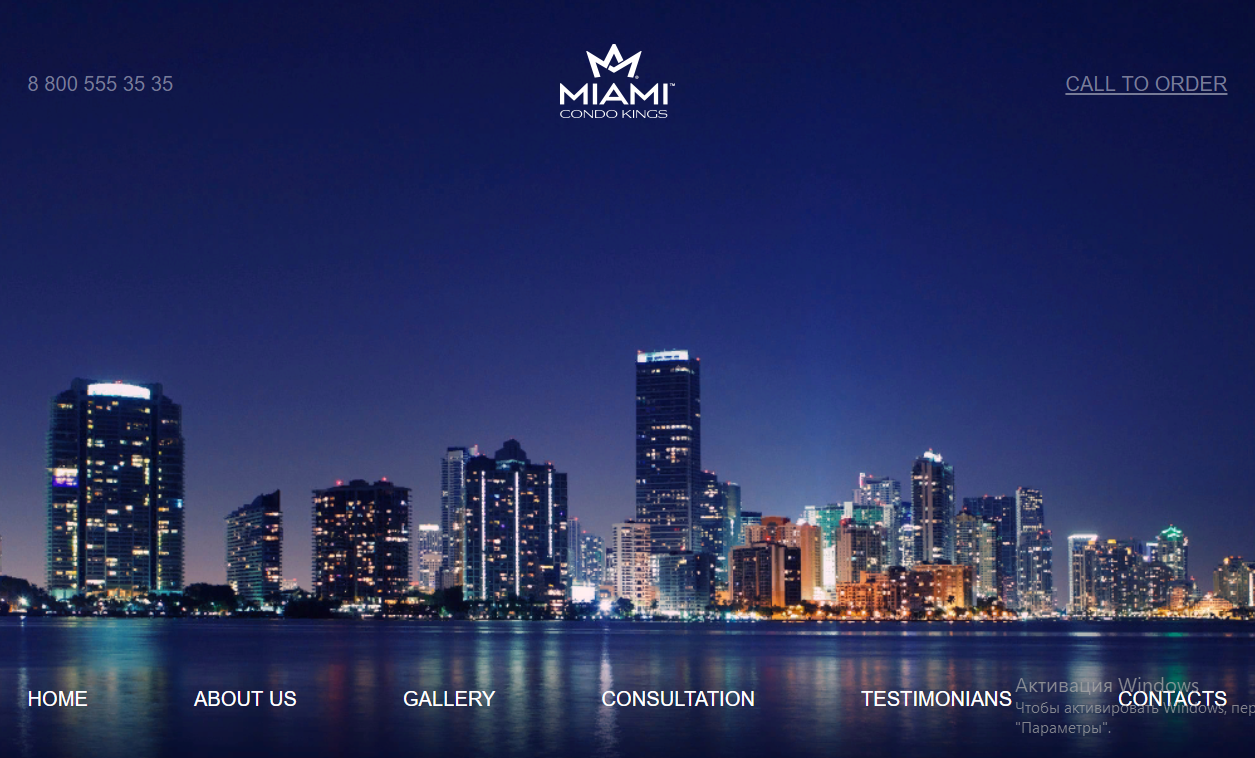 8 800 555 35 35
MIAMI™
CONDO KINGS
CALL TO ORDER
HOME
ABOUT US
GALLERY
CONSULTATION
TESTIMONIANS
CONTACTS
Активация Windows
Чтобы активировать Windows, пер
"Параметры".